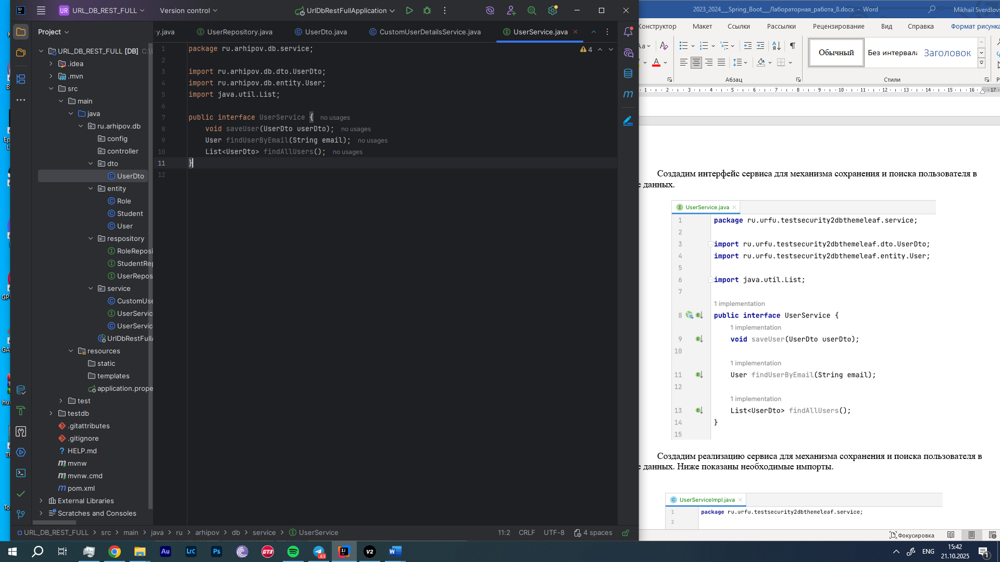 UR URL_DB_REST_FULL
Version control
UrlDbRestFullApplication
Project
URL_DB_REST_FULL [DB]
.idea
.mvn
src
main
java
ru.arhipov.db
config
controller
dto
UserDto
entity
Role
Student
User
respository
RoleReposi
StudentRep
UserRepos
service
CustomUse
UserServic
UserServic
UrlDbRestFull
resources
static
templates
application.prope
test
testdb
.gitattributes
.gitignore
HELP.md
mvnw
mvnw.cmd
pom.xml
External Libraries
Scratches and Consoles
y.java
UserRepository.java
UserDto.java
CustomUserDetailsService.java
UserService.java
4
1 package ru.arhipov.db.service;
2
3 import ru.arhipov.db.dto.UserDto;
4 import ru.arhipov.db.entity.User;
5 import java.util.List;
6
7 public interface UserService { no usages
8 void saveUser(UserDto userDto); no usages
9 User findUserByEmail(String email); no usages
10 List<UserDto> findAllUsers(); no usages
11 }
12
URL_DB_REST_FULL > src > main > java > ru > arhipov > db > service > UserService
11:2 CRLF UTF-8 4 spaces
2023_2024___Spring_Boot___Лабораторная_работа_8.docx - Word
Mikhail Sverdlovs
Конструктор Макет Ссылки Рассылки Рецензирование Вид Справка Формат рисунка
Обычный
Без интервала
Заголовок
Абзац
Стили
1 2 3 4 5 6 7 8 9 10 11 12 13 14 15 16 17
Создадим интерфейс сервиса для механизма сохранения и поиска пользователя в
е данных.
UserService.java
1 package ru.urfu.testsecurity2dbthemeleaf.service;
2
3 import ru.urfu.testsecurity2dbthemeleaf.dto.UserDto;
4 import ru.urfu.testsecurity2dbthemeleaf.entity.User;
5
6 import java.util.List;
7
1 implementation
8 public interface UserService {
1 implementation
9 void saveUser(UserDto userDto);
10
1 implementation
11 User findUserByEmail(String email);
12
1 implementation
13 List<UserDto> findAllUsers();
14 }
15
Создадим реализацию сервиса для механизма сохранения и поиска пользователя в
е данных. Ниже показаны необходимые импорты.
UserServiceImpl.java
1 package ru.urfu.testsecurity2dbthemeleaf.service;
2
Фокусировка
Au
Lrc
Ps
GT3
63
V2
ENG
15:42
21.10.2025
1